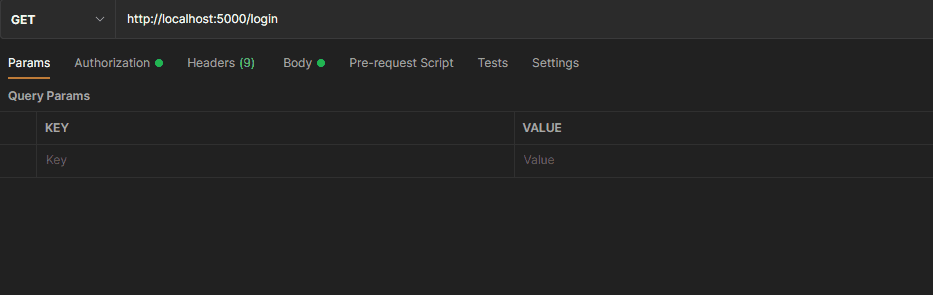 GET http://localhost:5000/login
Params Authorization Headers (9) Body Pre-request Script Tests Settings
Query Params
KEY VALUE
Key Value